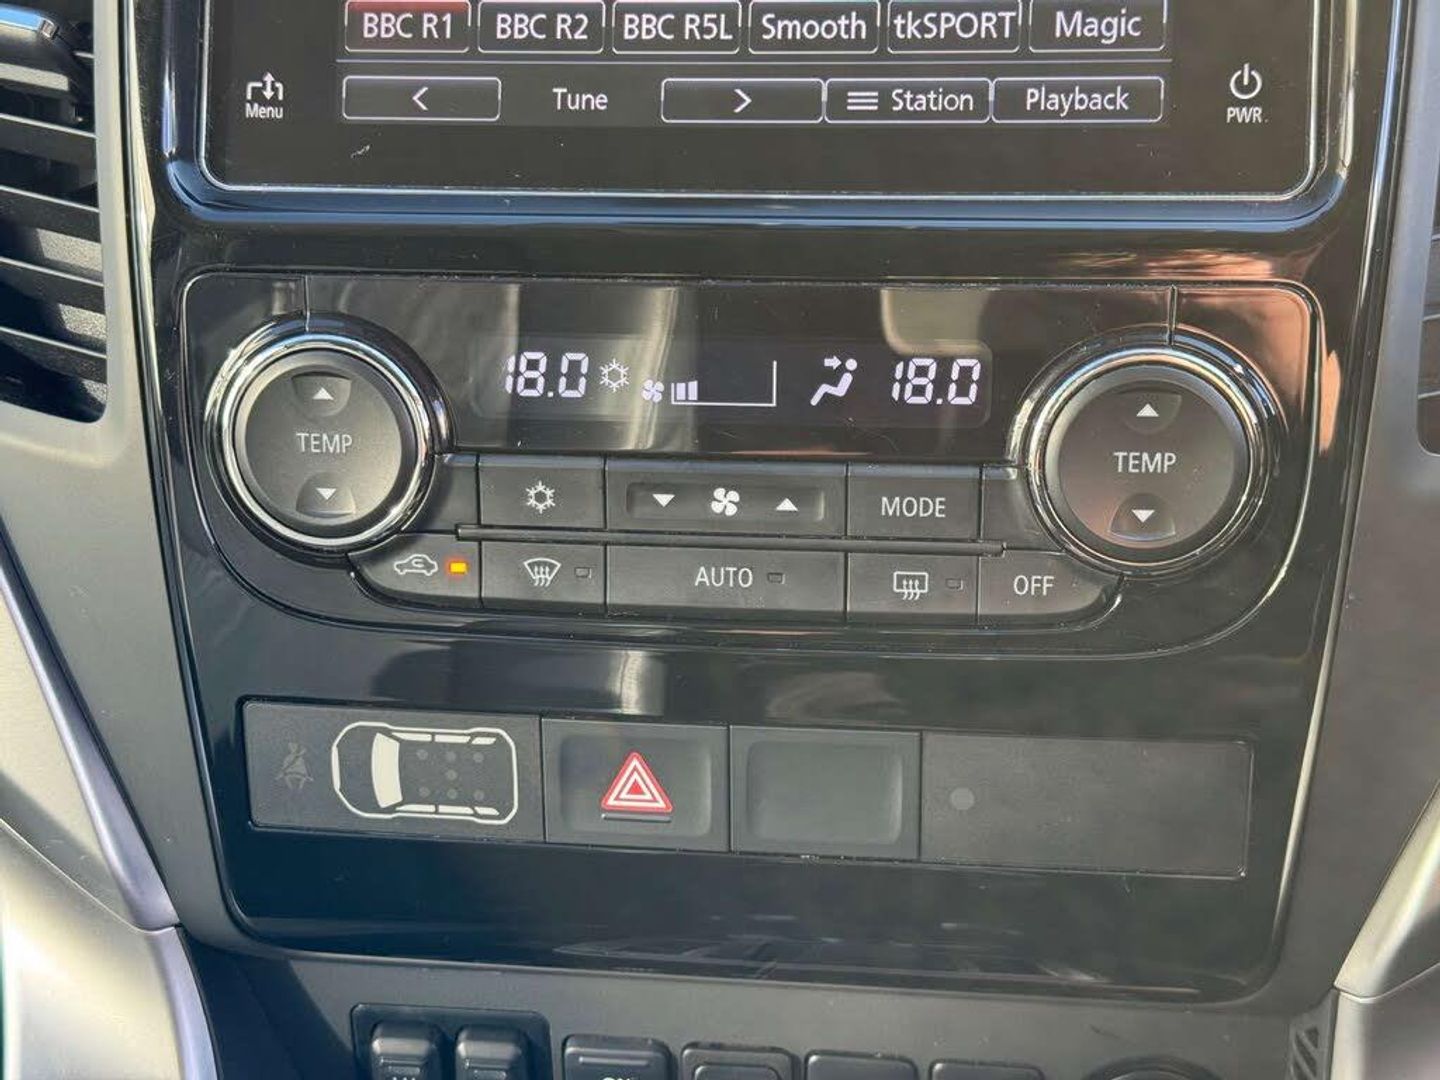 BBC R1 BBC R2 BBC R5L Smooth tkSPORT Magic
Menu < Tune > Station Playback PWR
18.0 18.0
TEMP TEMP
MODE
AUTO OFF